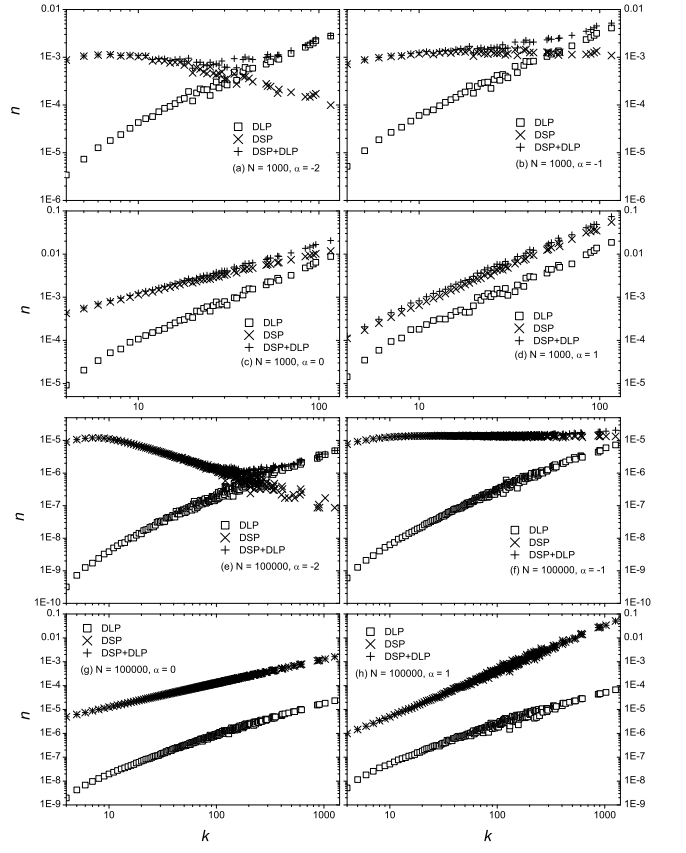 0.01
0.01
n
1E-3
1E-3
1E-4
1E-4
1E-5
1E-5
1E-6
1E-6
DLP
DSP
DSP+DLP
(a) N = 1000, α = -2
DLP
DSP
DSP+DLP
(b) N = 1000, α = -1
0.1
0.1
n
0.01
0.01
1E-3
1E-3
1E-4
1E-4
1E-5
1E-5
DLP
DSP
DSP+DLP
(c) N = 1000, α = 0
DLP
DSP
DSP+DLP
(d) N = 1000, α = 1
10
100
10
100
n
1E-5
1E-5
1E-6
1E-6
1E-7
1E-7
1E-8
1E-8
1E-9
1E-9
1E-10
1E-10
DLP
DSP
DSP+DLP
(e) N = 100000, α = -2
DLP
DSP
DSP+DLP
(f) N = 100000, α = -1
0.1
0.1
n
0.01
0.01
1E-3
1E-3
1E-4
1E-4
1E-5
1E-5
1E-6
1E-6
1E-7
1E-7
1E-8
1E-8
1E-9
1E-9
DLP
DSP
DSP+DLP
(g) N = 100000, α = 0
DLP
DSP
DSP+DLP
(h) N = 100000, α = 1
10
100
1000
10
100
1000
k
k